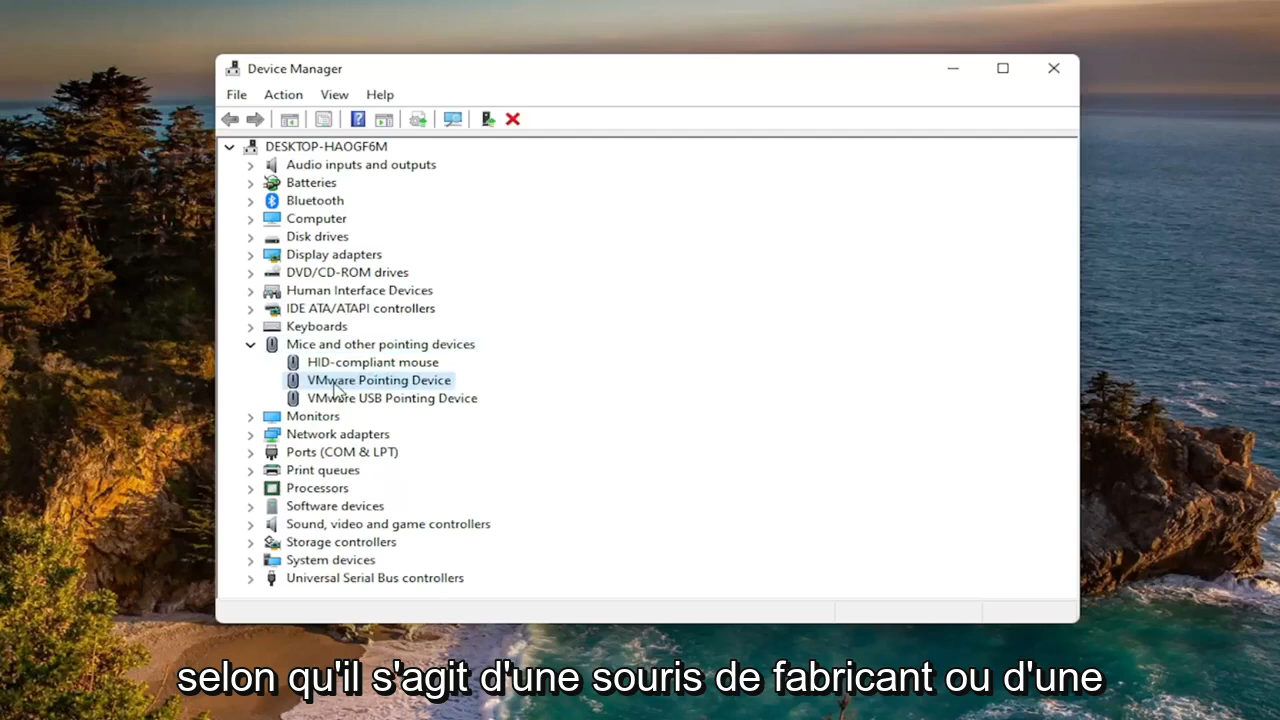 Device Manager
File Action View Help
DESKTOP-HAOGF6M
Audio inputs and outputs
Batteries
Bluetooth
Computer
Disk drives
Display adapters
DVD/CD-ROM drives
Human Interface Devices
IDE ATA/ATAPI controllers
Keyboards
Mice and other pointing devices
HID-compliant mouse
VMware Pointing Device
VMware USB Pointing Device
Monitors
Network adapters
Ports (COM & LPT)
Print queues
Processors
Software devices
Sound, video and game controllers
Storage controllers
System devices
Universal Serial Bus controllers
selon qu'il s'agit d'une souris de fabricant ou d'une